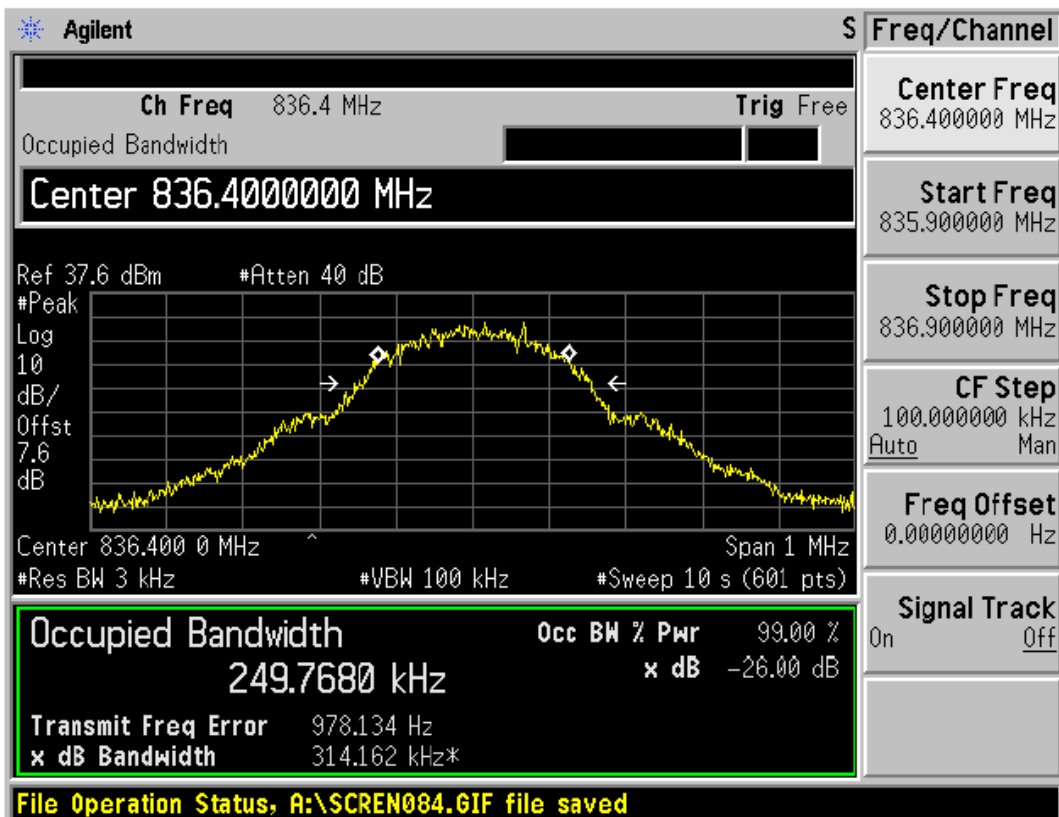 Agilent S Freq/Channel
Ch Freq 836.4 MHz Trig Free
Occupied Bandwidth
Center 836.4000000 MHz
Ref 37.6 dBm #Atten 40 dB
#Peak
Log
10
dB/
Offst
7.6
dB
Center 836.400 0 MHz ^ Span 1 MHz
#Res BW 3 kHz #VBW 100 kHz #Sweep 10 s (601 pts)
Occupied Bandwidth Occ BW % Pwr 99.00 %
249.7680 kHz x dB -26.00 dB
Transmit Freq Error 978.134 Hz
x dB Bandwidth 314.162 kHz*
File Operation Status, A:\SCREN084.GIF file saved
Center Freq
836.400000 MHz
Start Freq
835.900000 MHz
Stop Freq
836.900000 MHz
CF Step
100.000000 kHz
Auto Man
Freq Offset
0.00000000 Hz
Signal Track
On Off